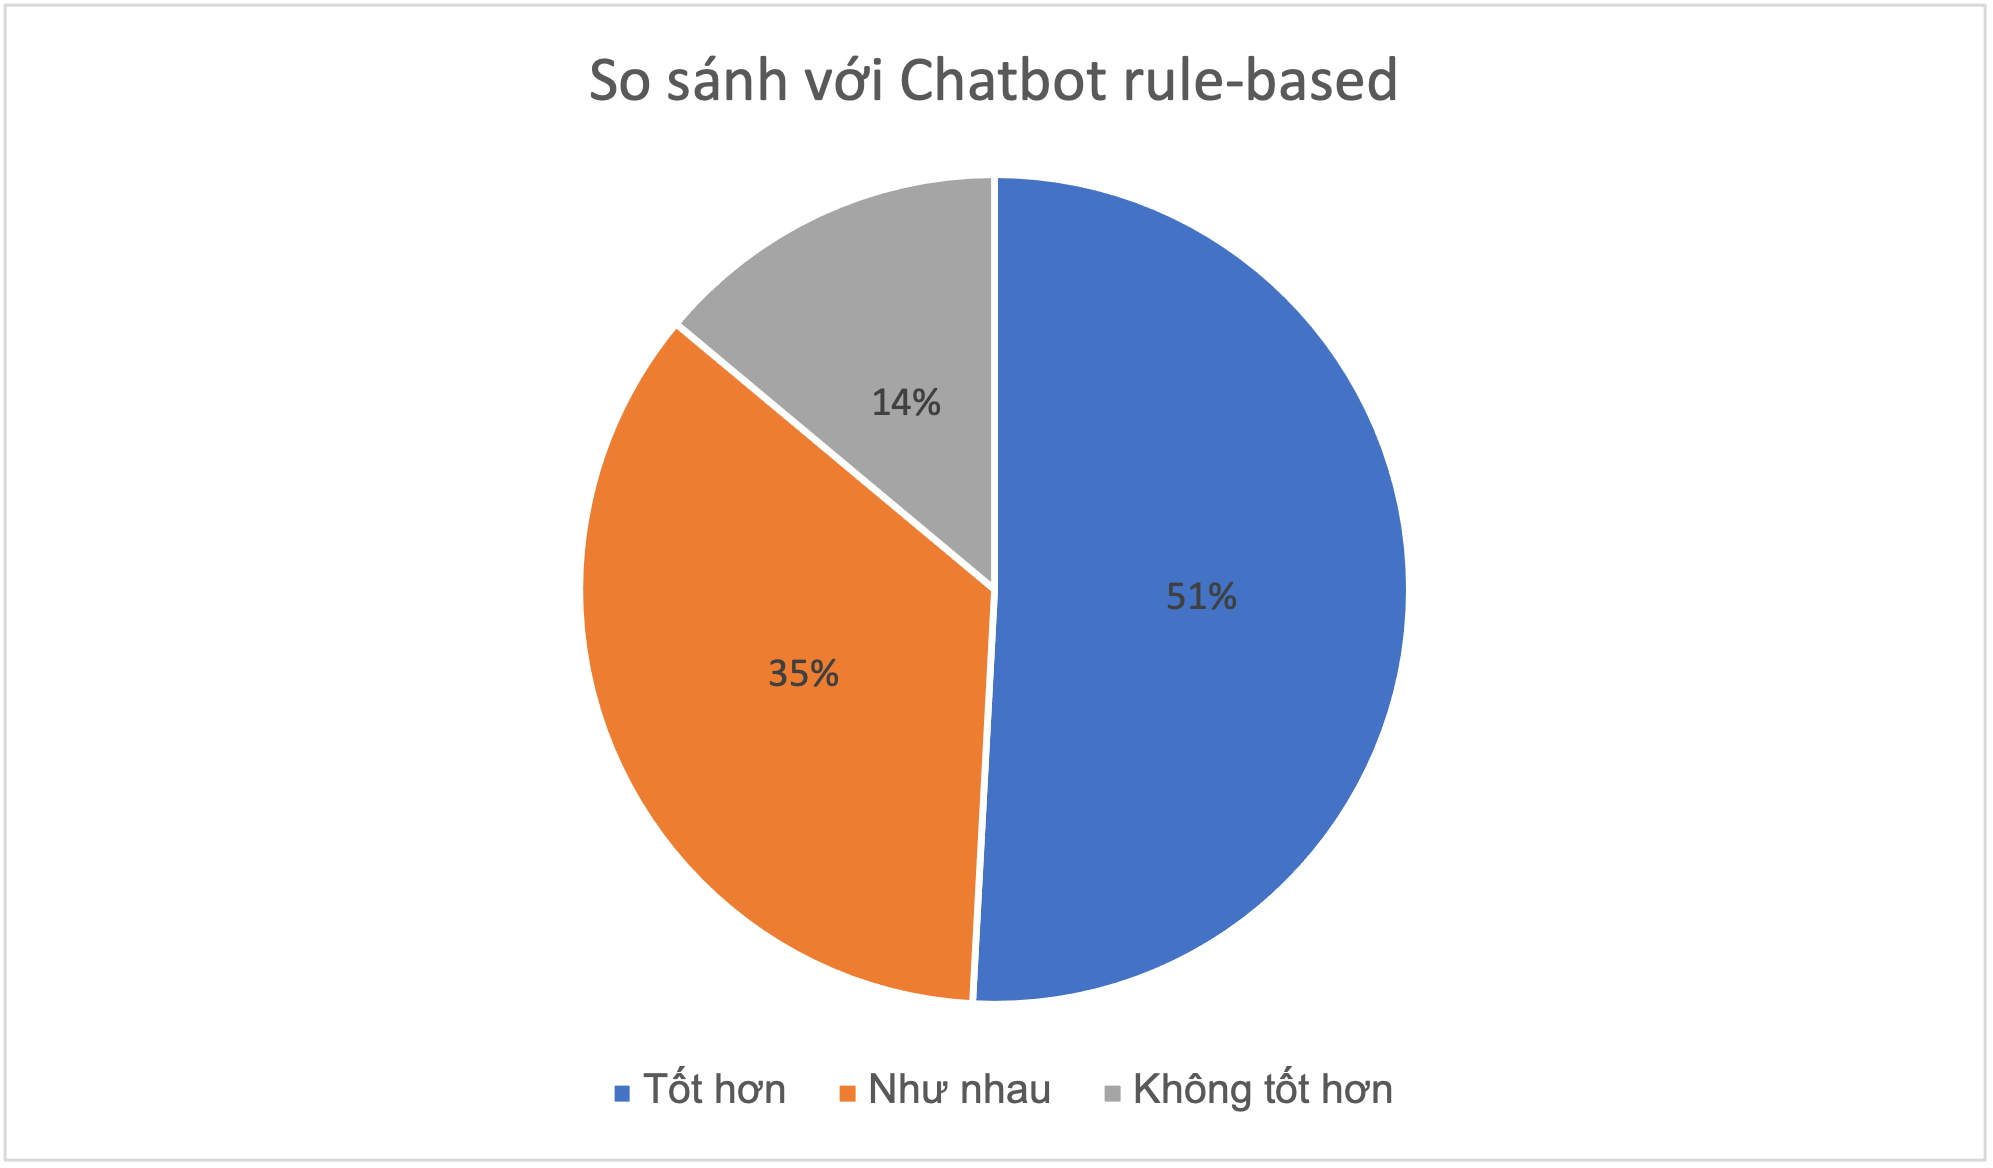 So sánh với Chatbot rule-based
14%
51%
35%
Tốt hơn Như nhau Không tốt hơn